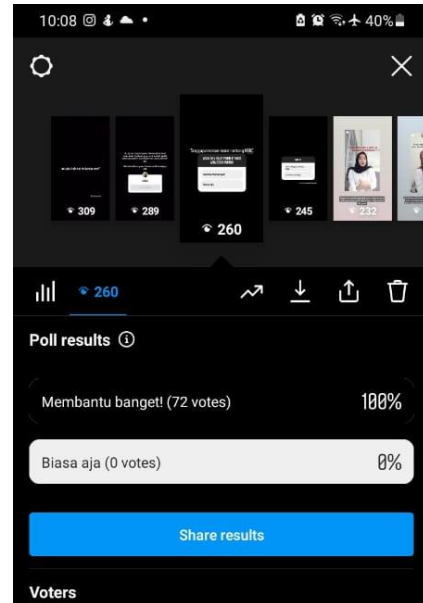 10:08
40%
309
289
260
245
232
260
Poll results
Membantu banget! (72 votes)
100%
Biasa aja (0 votes)
0%
Share results
Voters